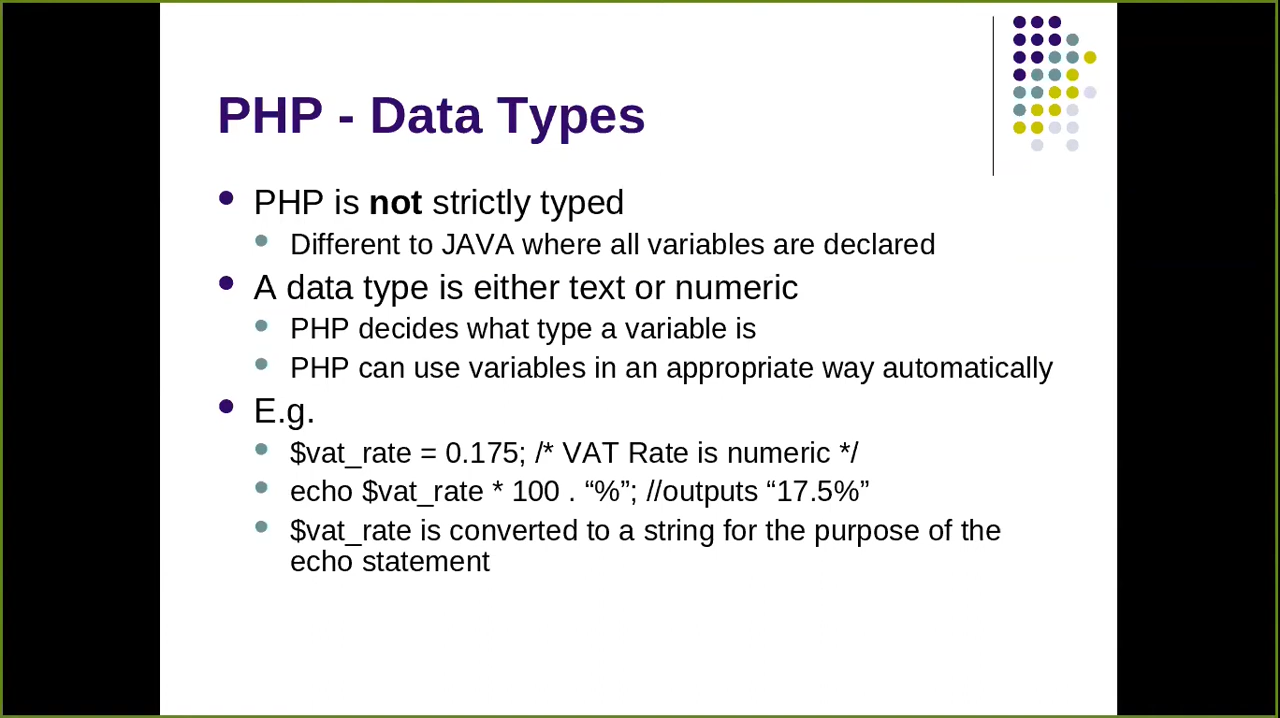 PHP - Data Types
PHP is not strictly typed
Different to JAVA where all variables are declared
A data type is either text or numeric
PHP decides what type a variable is
PHP can use variables in an appropriate way automatically
E.g.
$vat_rate = 0.175; /* VAT Rate is numeric */
echo $vat_rate * 100 . “%”; //outputs “17.5%”
$vat_rate is converted to a string for the purpose of the
echo statement